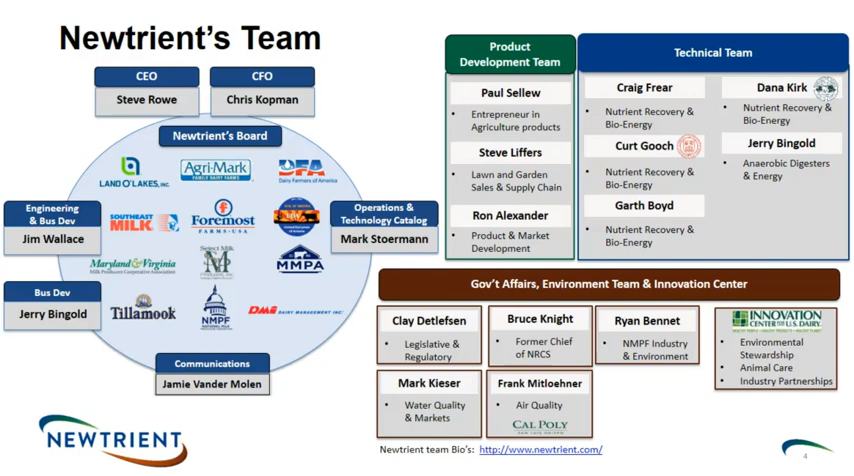 Newtrient's Team
CEO
Steve Rowe
CFO
Chris Kopman
Newtrient's Board
LAND O'LAKES, INC.
Agri-Mark
FAMILY DAIRY FARMS
DFA
Dairy Farmers of America
Engineering
& Bus Dev
Jim Wallace
SOUTHEAST
MILK
Foremost
FARMS-USA
Operations &
Technology Catalog
Mark Stoermann
Maryland & Virginia
Milk Producers Cooperative Association
Select Milk
MMPA
Bus Dev
Jerry Bingold
Tillamook
NMPF
DMI DAIRY MANAGEMENT INC.
Communications
Jamie Vander Molen
NEWTRIENT
Product
Development Team
Paul Sellew
• Entrepreneur in
Agriculture products
Steve Liffers
• Lawn and Garden
Sales & Supply Chain
Ron Alexander
• Product & Market
Development
Technical Team
Craig Frear
• Nutrient Recovery &
Bio-Energy
Curt Gooch
• Nutrient Recovery &
Bio-Energy
Garth Boyd
• Nutrient Recovery &
Bio-Energy
Dana Kirk
• Nutrient Recovery &
Bio-Energy
Jerry Bingold
• Anaerobic Digesters
& Energy
Gov't Affairs, Environment Team & Innovation Center
Clay Detlefsen
• Legislative &
Regulatory
Bruce Knight
• Former Chief
of NRCS
Ryan Bennet
• NMPF Industry
& Environment
INNOVATION
CENTER FOR U.S. DAIRY
• Environmental
Stewardship
• Animal Care
• Industry Partnerships
Mark Kieser
• Water Quality
& Markets
Frank Mitloehner
• Air Quality
CAL POLY
SAN LUIS OBISPO
Newtrient team Bio's: http://www.newtrient.com/
NEWTRIENT
4